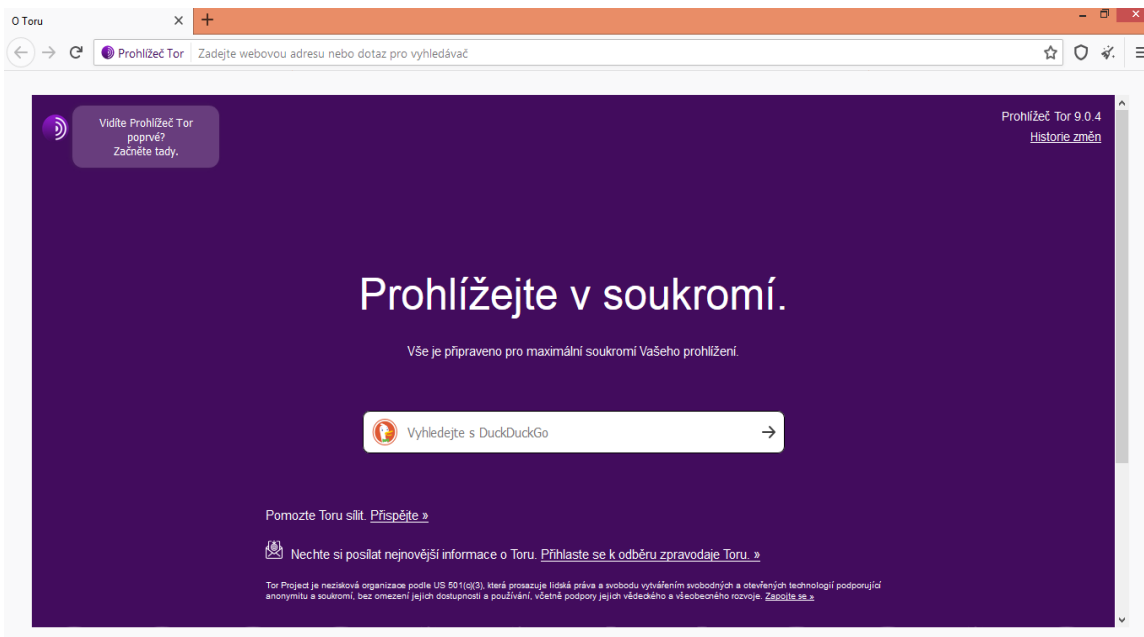 O Toru
Prohlížeč Tor Zadejte webovou adresu nebo dotaz pro vyhledávač
Vidíte Prohlížeč Tor
poprvé?
Začněte tady.
Prohlížeč Tor 9.0.4
Historie změn
Prohlížejte v soukromí.
Vše je připraveno pro maximální soukromí Vašeho prohlížení.
Vyhledejte s DuckDuckGo
Pomozte Toru sílit. Přispějte »
Nechte si posílat nejnovější informace o Toru. Přihlaste se k odběru zpravodaje Toru. »
Tor Project je nezisková organizace podle US 501(c)(3), která prosazuje lidská práva a svobodu vytvářením svobodných a otevřených technologií podporující
anonymitu a soukromí, bez omezení jejich dostupnosti a používání, včetně podpory jejich vědeckého a všeobecného rozvoje. Zapojte se »